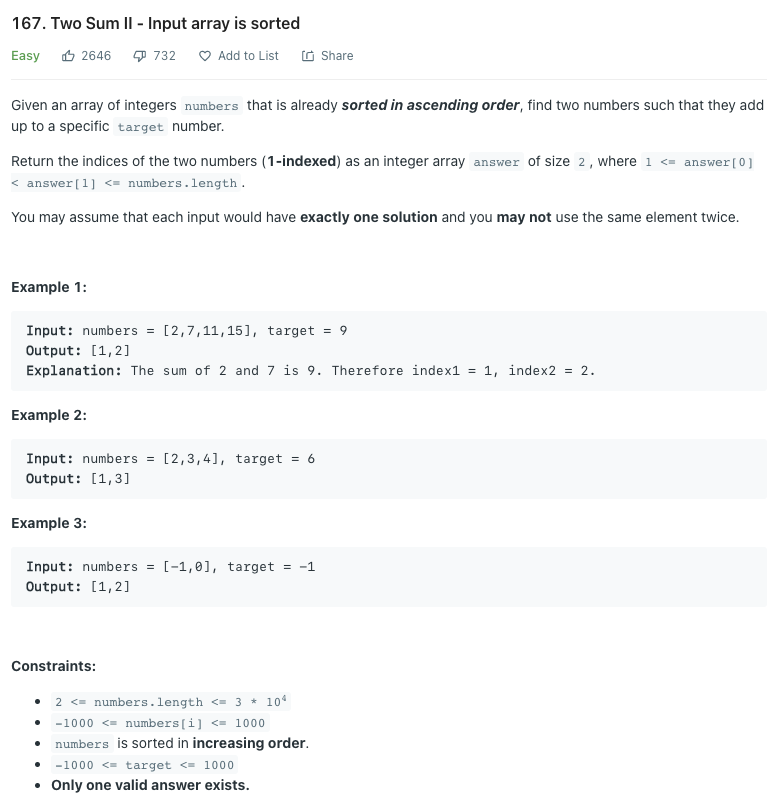 167. Two Sum II - Input array is sorted
Easy 2646 732 Add to List Share
Given an array of integers numbers that is already sorted in ascending order, find two numbers such that they add
up to a specific target number.
Return the indices of the two numbers (1-indexed) as an integer array answer of size 2, where 1 <= answer[0]
< answer[1] <= numbers.length.
You may assume that each input would have exactly one solution and you may not use the same element twice.
Example 1:
Input: numbers = [2,7,11,15], target = 9
Output: [1,2]
Explanation: The sum of 2 and 7 is 9. Therefore index1 = 1, index2 = 2.
Example 2:
Input: numbers = [2,3,4], target = 6
Output: [1,3]
Example 3:
Input: numbers = [-1,0], target = -1
Output: [1,2]
Constraints:
• 2 <= numbers.length <= 3 * 10⁴
• -1000 <= numbers[i] <= 1000
• numbers is sorted in increasing order.
• -1000 <= target <= 1000
• Only one valid answer exists.